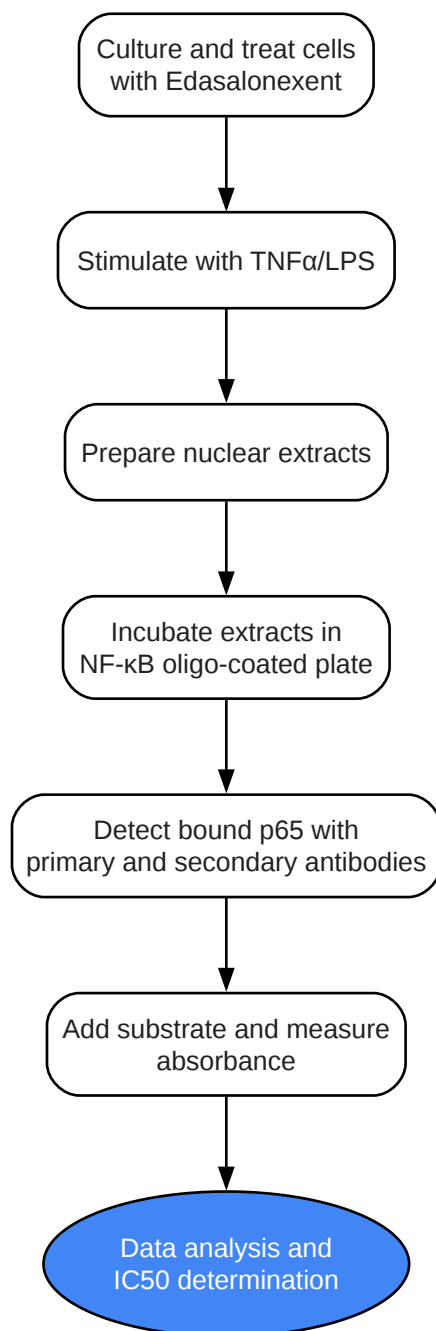 Culture and treat cells
with Edasalonexent
Stimulate with TNFα/LPS
Prepare nuclear extracts
Incubate extracts in
NF-κB oligo-coated plate
Detect bound p65 with
primary and secondary antibodies
Add substrate and measure
absorbance
Data analysis and
IC50 determination